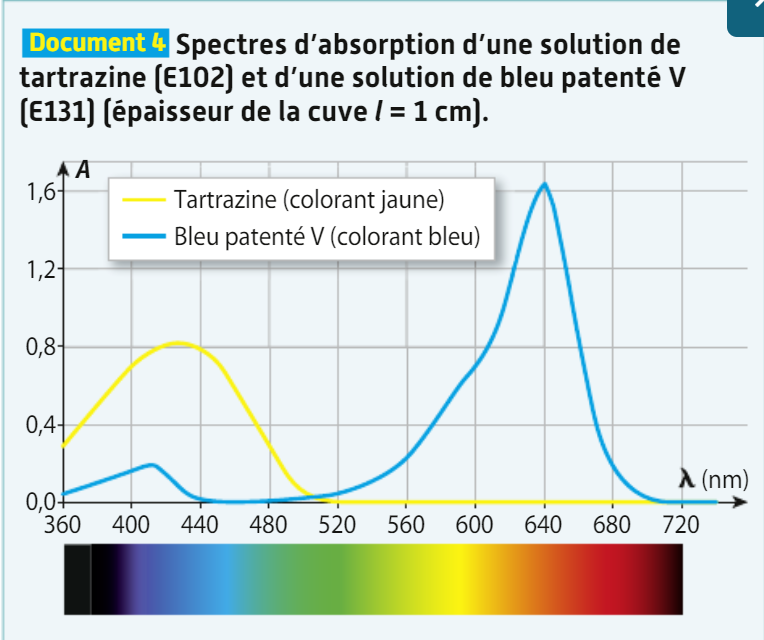 Document 4 Spectres d’absorption d’une solution de
tartrazine (E102) et d’une solution de bleu patenté V
(E131) (épaisseur de la cuve l = 1 cm).
A
1,6
Tartrazine (colorant jaune)
Bleu patenté V (colorant bleu)
1,2
0,8
0,4
λ (nm)
0,0
360 400 440 480 520 560 600 640 680 720